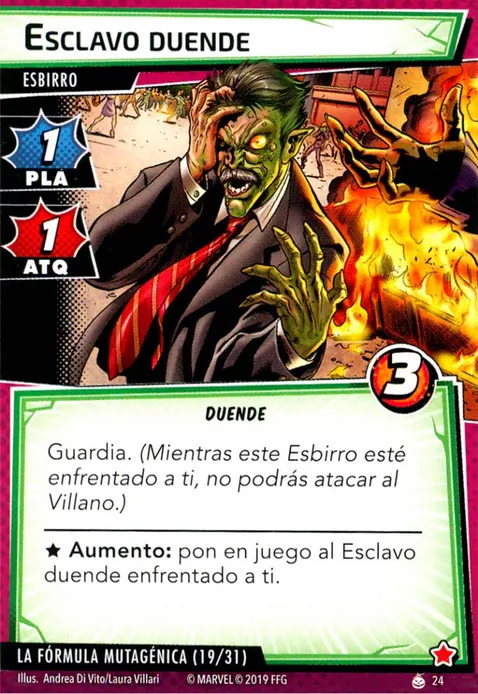 Esclavo duende
ESBIRRO
1
PLA
1
ATQ
3
DUENDE
Guardia. (Mientras este Esbirro esté
enfrentado a ti, no podrás atacar al
Villano.)
★ Aumento: pon en juego al Esclavo
duende enfrentado a ti.
LA FÓRMULA MUTAGÉNICA (19/31)
Illus. Andrea Di Vito/Laura Villari © MARVEL © 2019 FFG 24